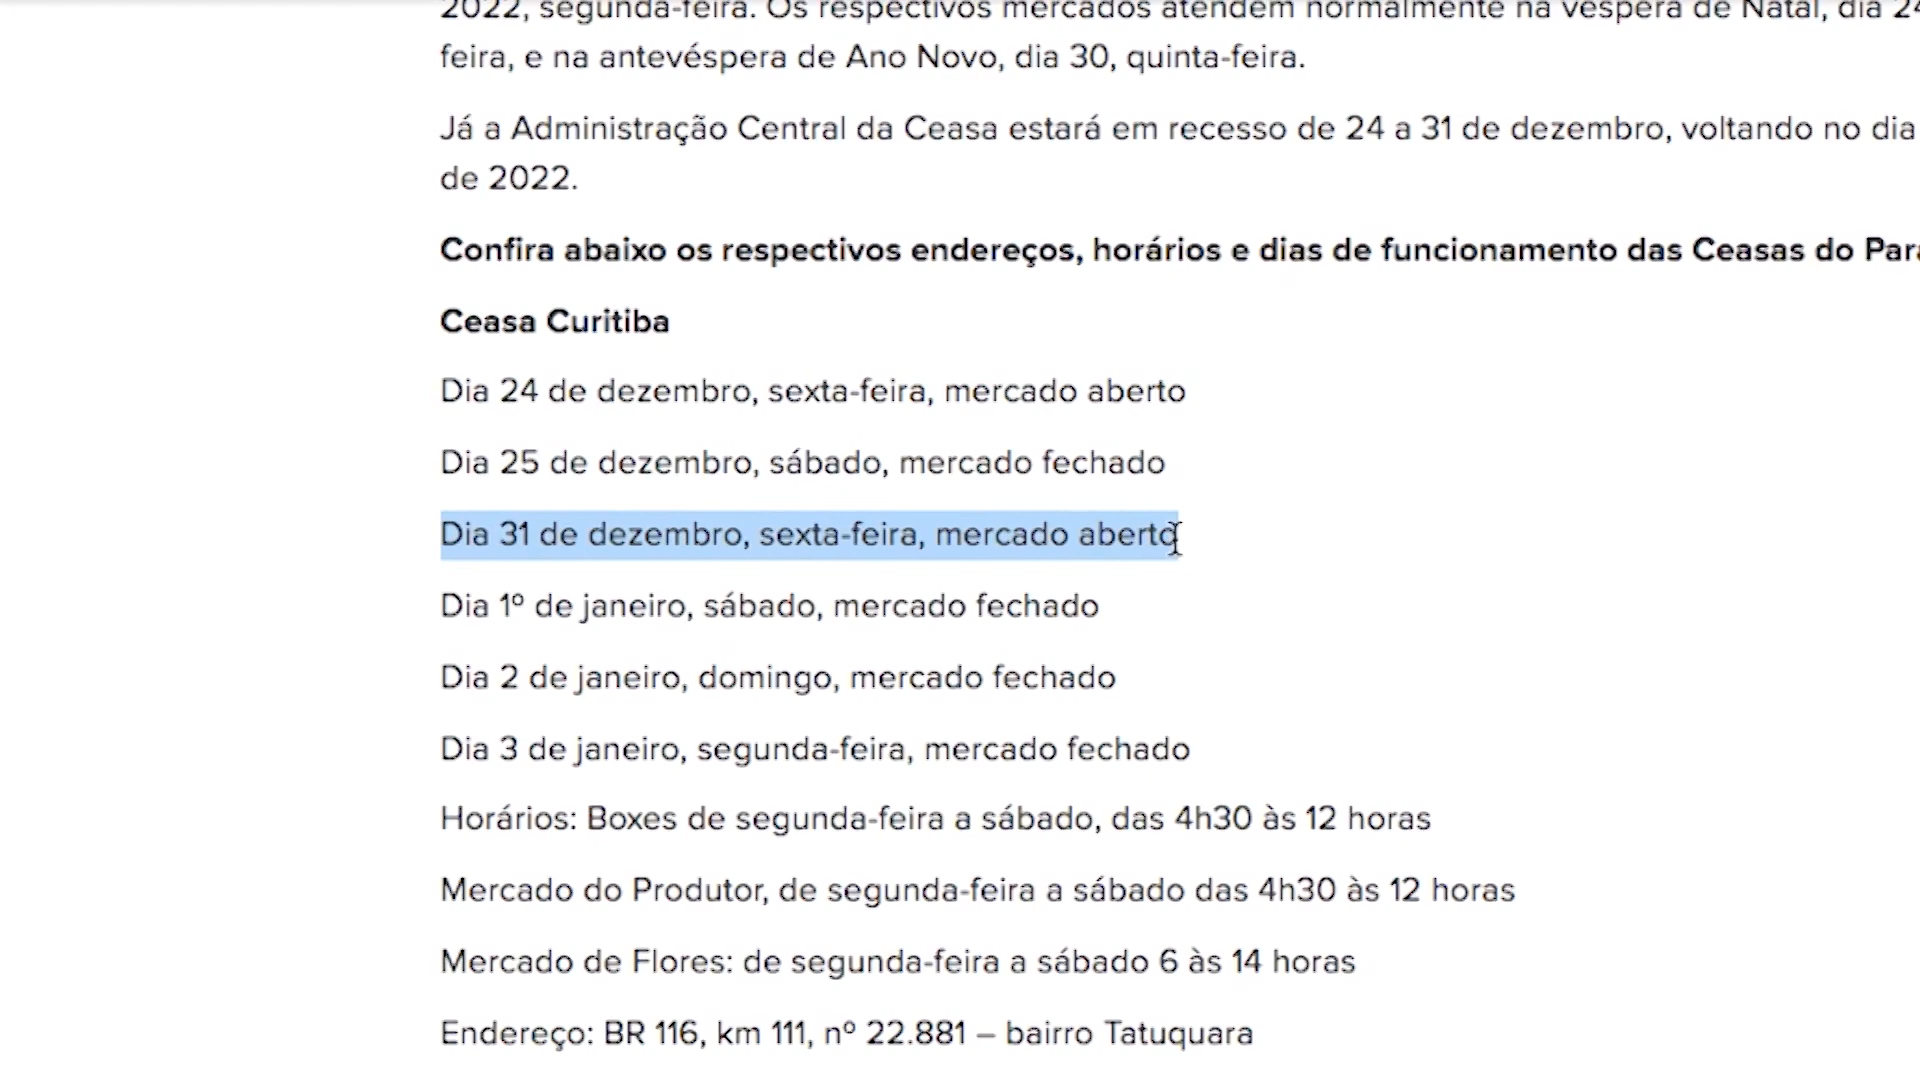 2022, segunda-feira. Os respectivos mercados atendem normalmente na véspera de Natal, dia 24
feira, e na antevéspera de Ano Novo, dia 30, quinta-feira.
Já a Administração Central da Ceasa estará em recesso de 24 a 31 de dezembro, voltando no dia
de 2022.
Confira abaixo os respectivos endereços, horários e dias de funcionamento das Ceasas do Par
Ceasa Curitiba
Dia 24 de dezembro, sexta-feira, mercado aberto
Dia 25 de dezembro, sábado, mercado fechado
Dia 31 de dezembro, sexta-feira, mercado aberto
Dia 1º de janeiro, sábado, mercado fechado
Dia 2 de janeiro, domingo, mercado fechado
Dia 3 de janeiro, segunda-feira, mercado fechado
Horários: Boxes de segunda-feira a sábado, das 4h30 às 12 horas
Mercado do Produtor, de segunda-feira a sábado das 4h30 às 12 horas
Mercado de Flores: de segunda-feira a sábado 6 às 14 horas
Endereço: BR 116, km 111, nº 22.881 – bairro Tatuquara